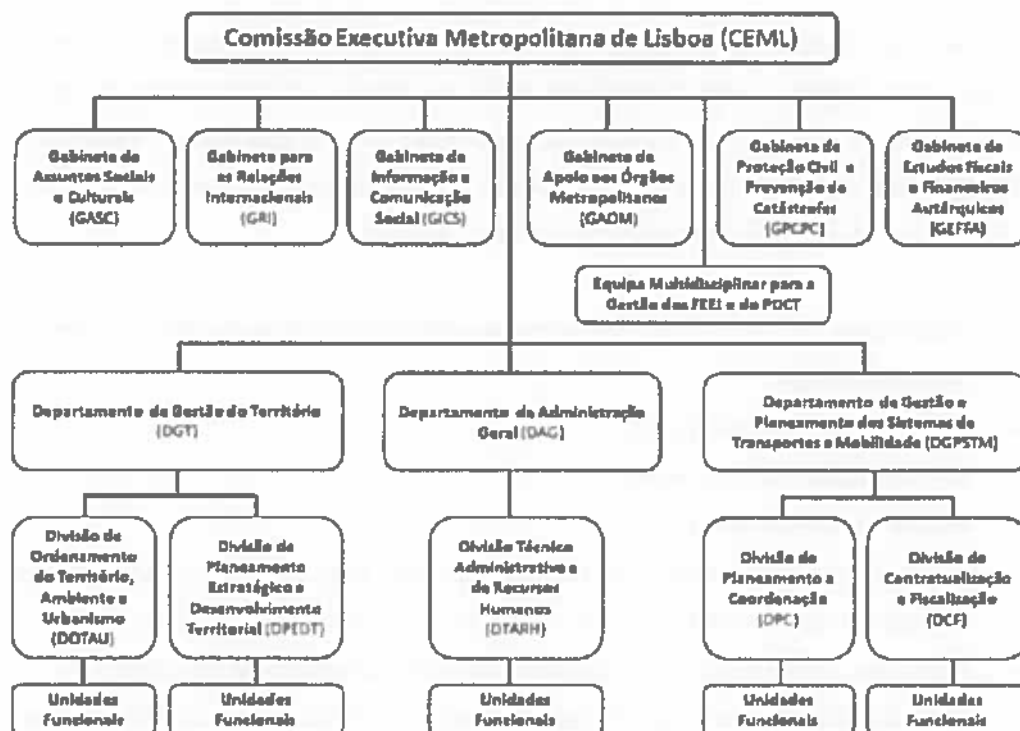 Comissão Executiva Metropolitana de Lisboa (CEML)
Gabinete de
Assuntos Sociais
e Culturais
(GASC)
Gabinete para
as Relações
Internacionais
(GRI)
Gabinete de
Informação e
Comunicação
Social (GICS)
Gabinete de
Apoio aos Órgãos
Metropolitanos
(GAOM)
Gabinete de
Proteção Civil e
Prevenção de
Catástrofes
(GPCPC)
Gabinete de
Estudos Fiscais
e Financeiros
Autárquicos
(GEFFA)
Equipa Multidisciplinar para a
Gestão dos FEEI e do PDCT
Departamento de Gestão do Território
(DGT)
Departamento de Administração
Geral (DAG)
Departamento de Gestão e
Planeamento dos Sistemas de
Transportes e Mobilidade (DGPSTM)
Divisão de
Ordenamento
do Território,
Ambiente e
Urbanismo
(DOTAU)
Divisão de
Planeamento
Estratégico e
Desenvolvimento
Territorial (DPEDT)
Divisão Técnica
Administrativa e
de Recursos
Humanos
(DTARH)
Divisão de
Planeamento e
Coordenação
(DPC)
Divisão de
Contratualização
e Fiscalização
(DCF)
Unidades
Funcionais
Unidades
Funcionais
Unidades
Funcionais
Unidades
Funcionais
Unidades
Funcionais